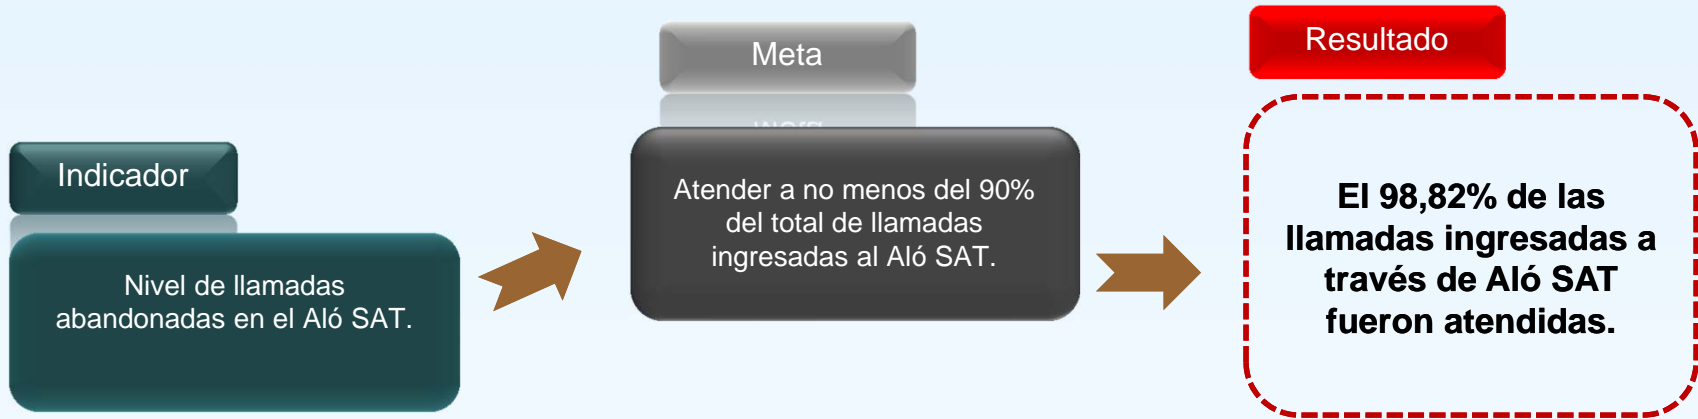 Indicador
Nivel de llamadas
abandonadas en el Aló SAT.
Meta
Atender a no menos del 90%
del total de llamadas
ingresadas al Aló SAT.
Resultado
El 98,82% de las
llamadas ingresadas a
través de Aló SAT
fueron atendidas.